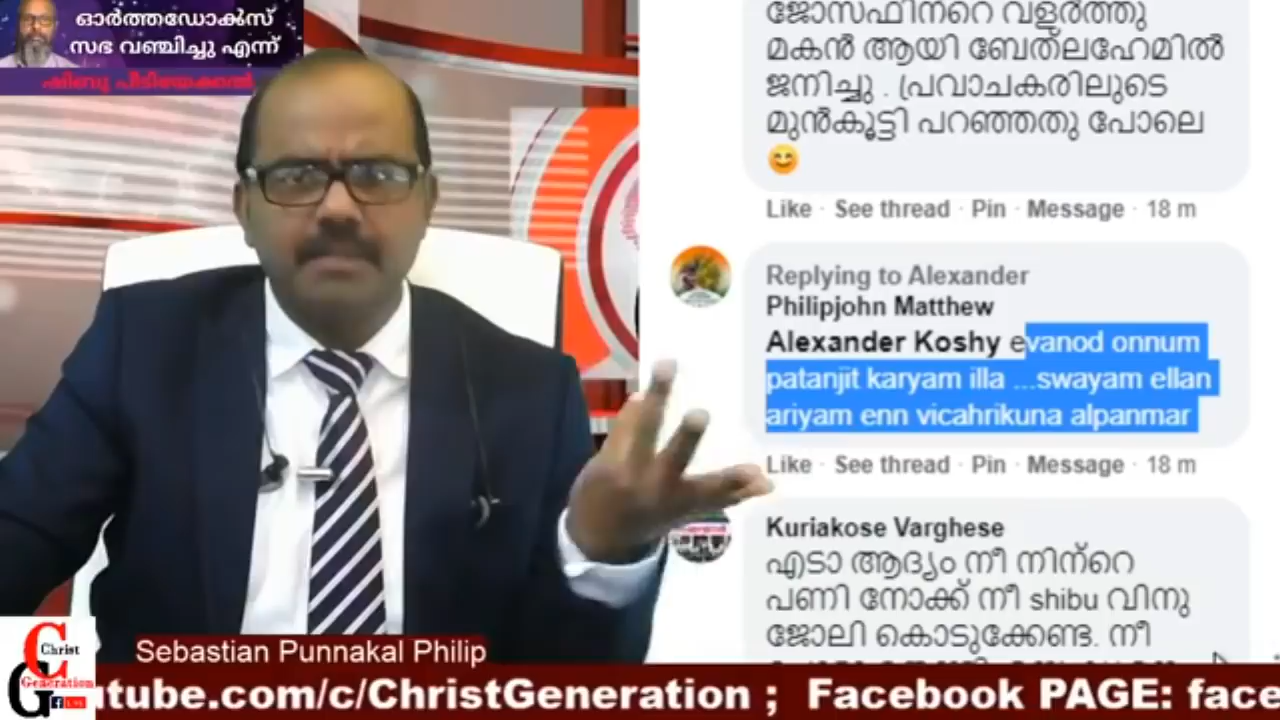 ഓർത്തഡോക്സ്
സഭ വഞ്ചിച്ചു എന്ന്
ഷിബു പീടിയേക്കൽ
ജോസഫിൻറെ വളർത്തു
മകൻ ആയി ബേത്ലഹേമിൽ
ജനിച്ചു . പ്രവാചകരിലുടെ
മുൻകൂട്ടി പറഞ്ഞതു പോലെ
😊
Like · See thread · Pin · Message · 18 m
Replying to Alexander
Philipjohn Matthew
Alexander Koshy evanod onnum
patanjit karyam illa ...swayam ellan
ariyam enn vicahrikuna alpanmar
Like · See thread · Pin · Message · 18 m
Kuriakose Varghese
എടാ ആദ്യം നീ നിന്റെ
പണി നോക്ക് നീ shibu വിനു
ജോലി കൊടുക്കേണ്ട. നീ
Sebastian Punnakal Philip
Christ
Generation
utube.com/c/ChristGeneration ; Facebook PAGE: face